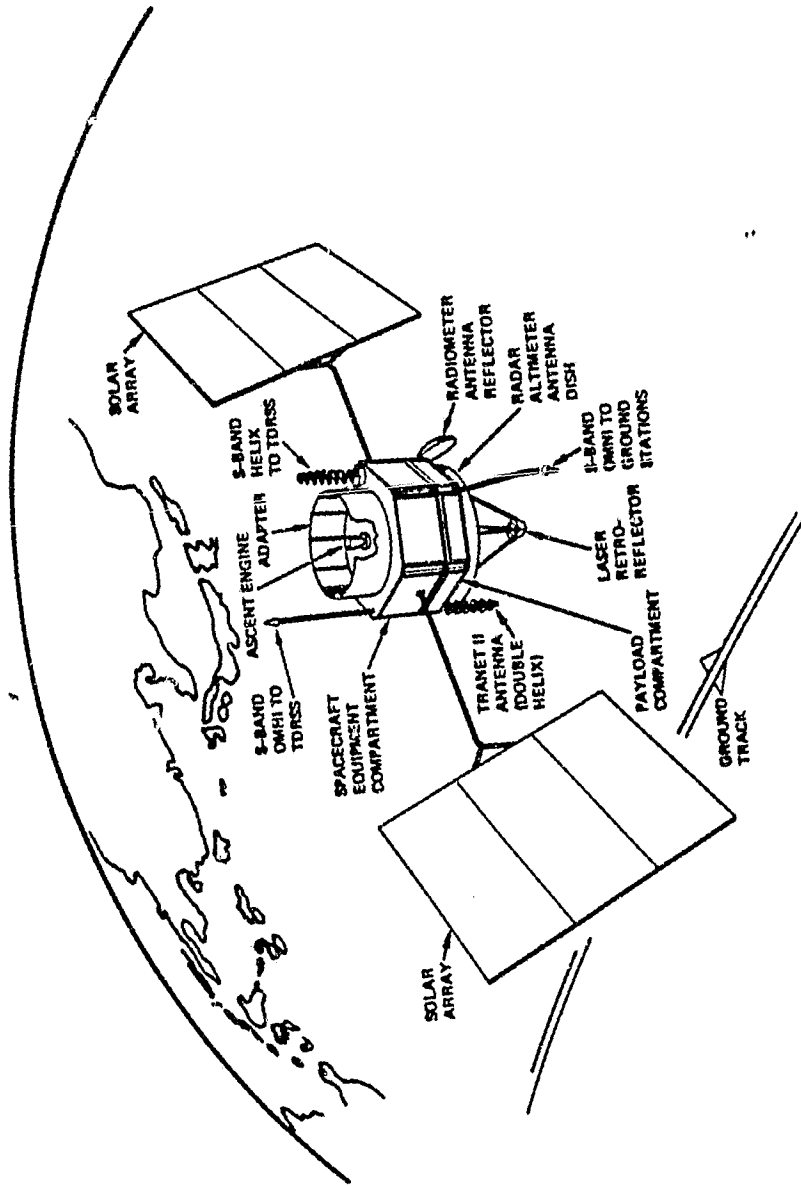 SOLAR
ARRAY
S-BAND
HELIX
TO TDRSS
ADAPTER
ASCENT ENGINE
S-BAND
OMNI TO
TDRSS
SPACECRAFT
EQUIPMENT
COMPARTMENT
RADIOMETER
ANTENNA
REFLECTOR
RADAR
ALTIMETER
ANTENNA
DISH
S-BAND
OMNI TO
GROUND
STATIONS
LASER
RETRO-
REFLECTOR
TRANET II
ANTENNA
(DOUBLE
HELIX)
PAYLOAD
COMPARTMENT
GROUND
TRACK
SOLAR
ARRAY